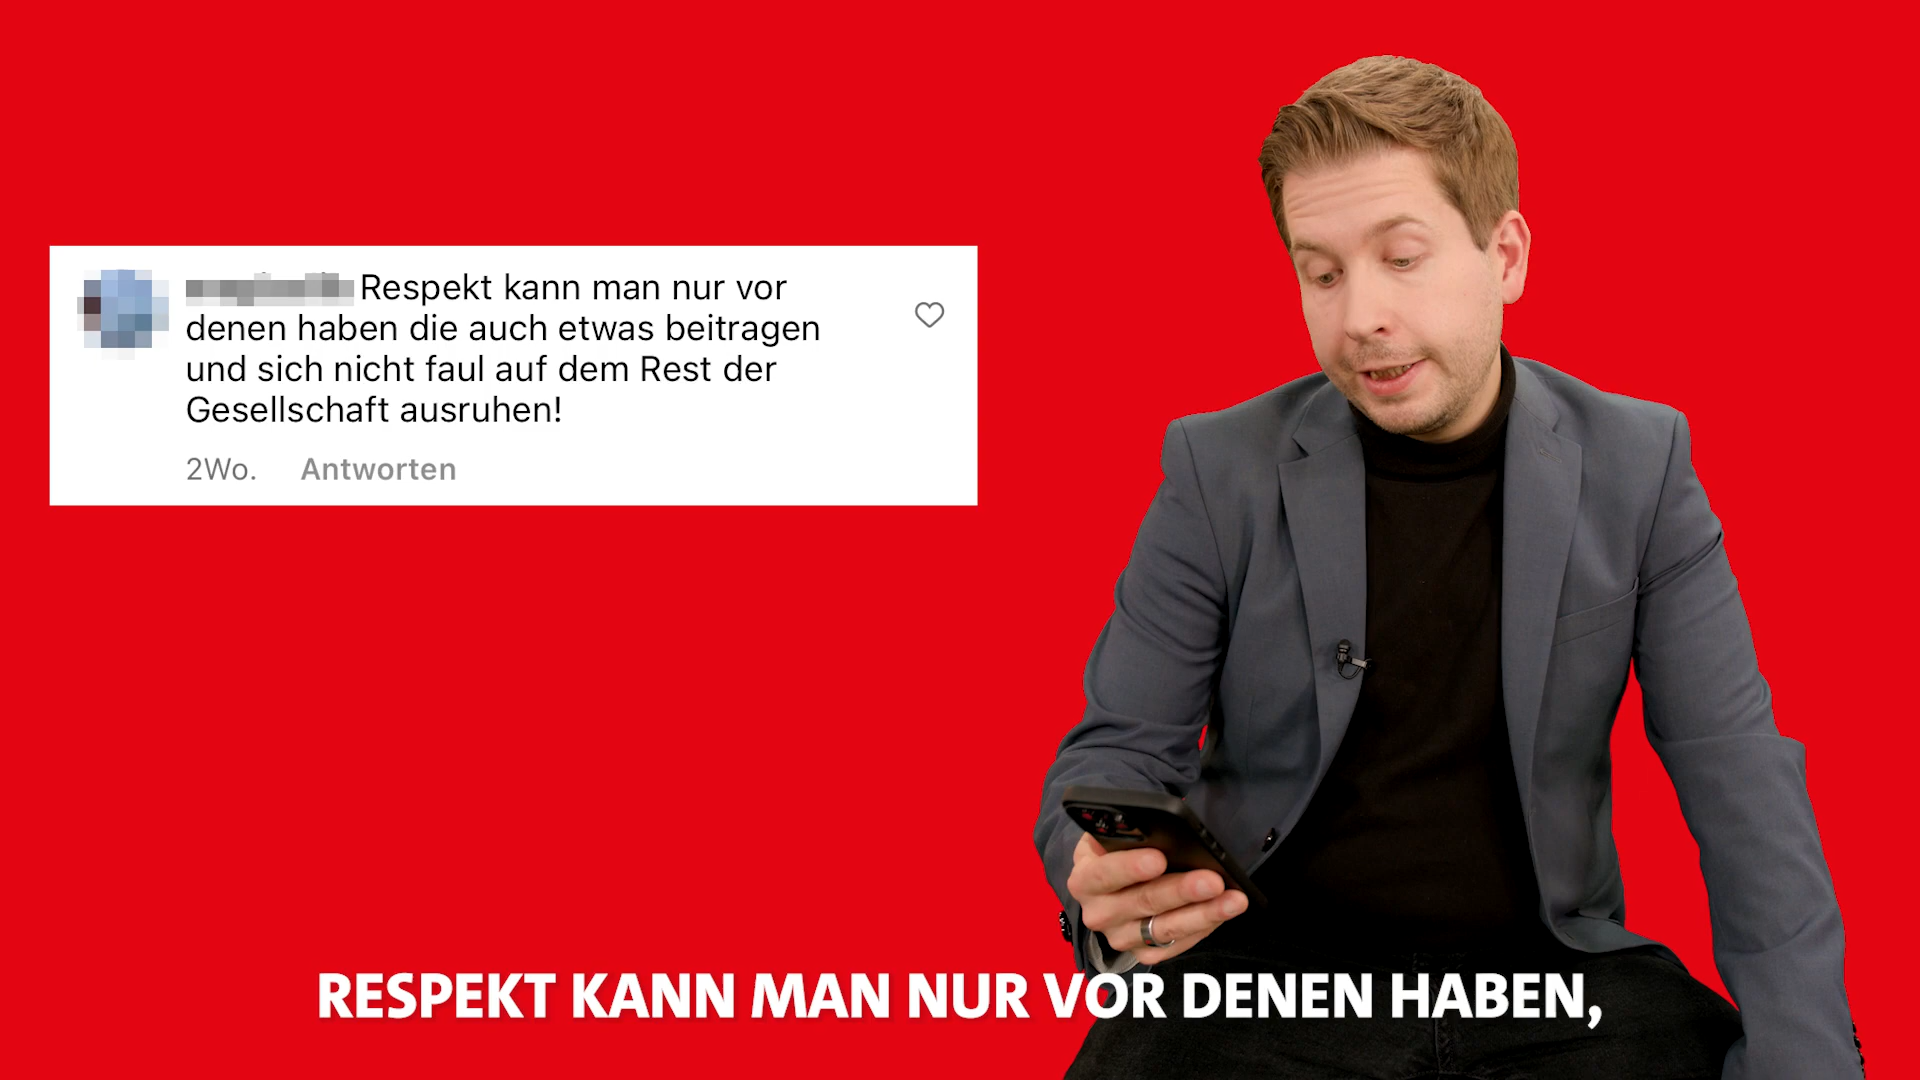 Respekt kann man nur vor
denen haben die auch etwas beitragen
und sich nicht faul auf dem Rest der
Gesellschaft ausruhen!
2Wo. Antworten
RESPEKT KANN MAN NUR VOR DENEN HABEN,